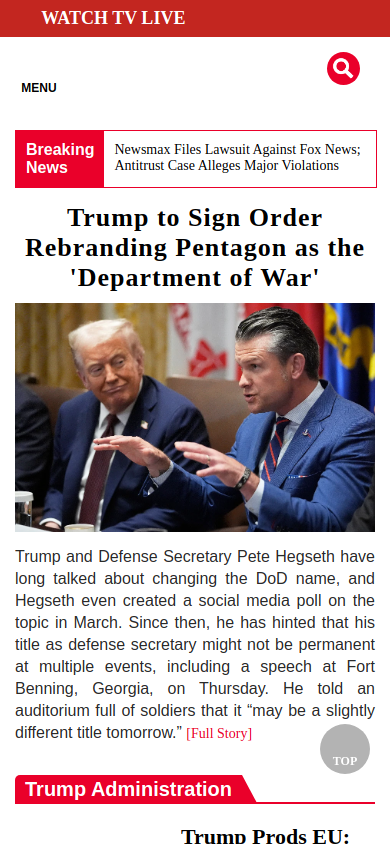 WATCH TV LIVE
MENU
Breaking
News
Newsmax Files Lawsuit Against Fox News;
Antitrust Case Alleges Major Violations
Trump to Sign Order
Rebranding Pentagon as the
'Department of War'
Trump and Defense Secretary Pete Hegseth have
long talked about changing the DoD name, and
Hegseth even created a social media poll on the
topic in March. Since then, he has hinted that his
title as defense secretary might not be permanent
at multiple events, including a speech at Fort
Benning, Georgia, on Thursday. He told an
auditorium full of soldiers that it “may be a slightly
different title tomorrow.” [Full Story]
TOP
Trump Administration
Trump Prods EU: